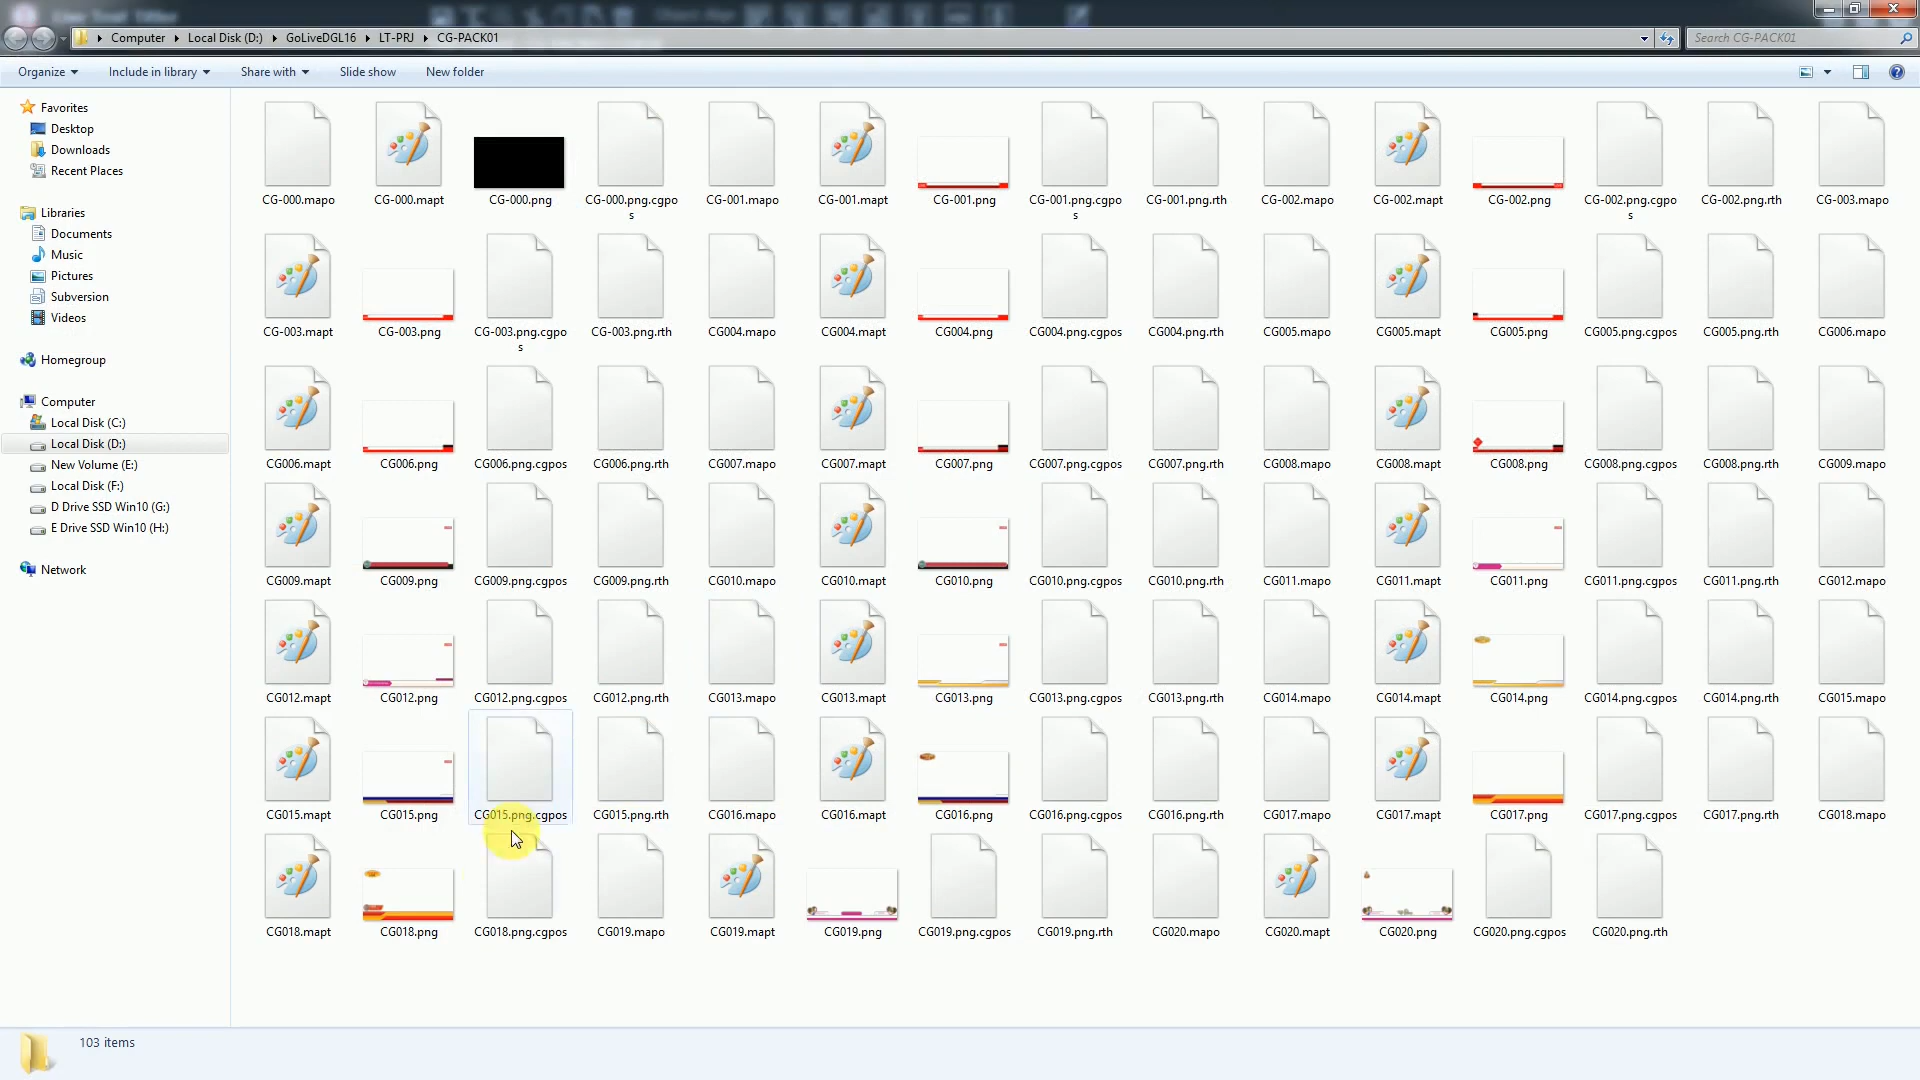 Computer Local Disk (D:) GoLiveDGL16 LT-PRJ CG-PACK01
Search CG-PACK01
Organize Include in library Share with Slide show New folder
Favorites
Desktop
Downloads
Recent Places
Libraries
Documents
Music
Pictures
Subversion
Videos
Homegroup
Computer
Local Disk (C:)
Local Disk (D:)
New Volume (E:)
Local Disk (F:)
D Drive SSD Win10 (G:)
E Drive SSD Win10 (H:)
Network
CG-000.mapo CG-000.mapt CG-000.png CG-000.png.cgpo CG-001.mapo CG-001.mapt CG-001.png CG-001.png.cgpo CG-001.png.rth CG-002.mapo CG-002.mapt CG-002.png CG-002.png.cgpo CG-002.png.rth CG-003.mapo
s s s
CG-003.mapt CG-003.png CG-003.png.cgpo CG-003.png.rth CG004.mapo CG004.mapt CG004.png CG004.png.cgpos CG004.png.rth CG005.mapo CG005.mapt CG005.png CG005.png.cgpos CG005.png.rth CG006.mapo
s
CG006.mapt CG006.png CG006.png.cgpos CG006.png.rth CG007.mapo CG007.mapt CG007.png CG007.png.cgpos CG007.png.rth CG008.mapo CG008.mapt CG008.png CG008.png.cgpos CG008.png.rth CG009.mapo
CG009.mapt CG009.png CG009.png.cgpos CG009.png.rth CG010.mapo CG010.mapt CG010.png CG010.png.cgpos CG010.png.rth CG011.mapo CG011.mapt CG011.png CG011.png.cgpos CG011.png.rth CG012.mapo
CG012.mapt CG012.png CG012.png.cgpos CG012.png.rth CG013.mapo CG013.mapt CG013.png CG013.png.cgpos CG013.png.rth CG014.mapo CG014.mapt CG014.png CG014.png.cgpos CG014.png.rth CG015.mapo
CG015.mapt CG015.png CG015.png.cgpos CG015.png.rth CG016.mapo CG016.mapt CG016.png CG016.png.cgpos CG016.png.rth CG017.mapo CG017.mapt CG017.png CG017.png.cgpos CG017.png.rth CG018.mapo
CG018.mapt CG018.png CG018.png.cgpos CG019.mapo CG019.mapt CG019.png CG019.png.cgpos CG019.png.rth CG020.mapo CG020.mapt CG020.png CG020.png.cgpos CG020.png.rth
103 items